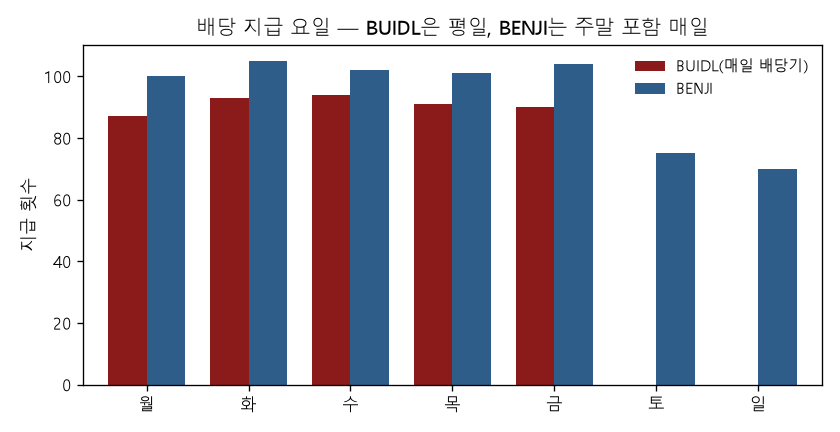 배당 지급 요일 — BUIDL은 평일, BENJI는 주말 포함 매일
BUIDL(매일 배당기)
BENJI
지급 횟수
100
80
60
40
20
0
월 화 수 목 금 토 일